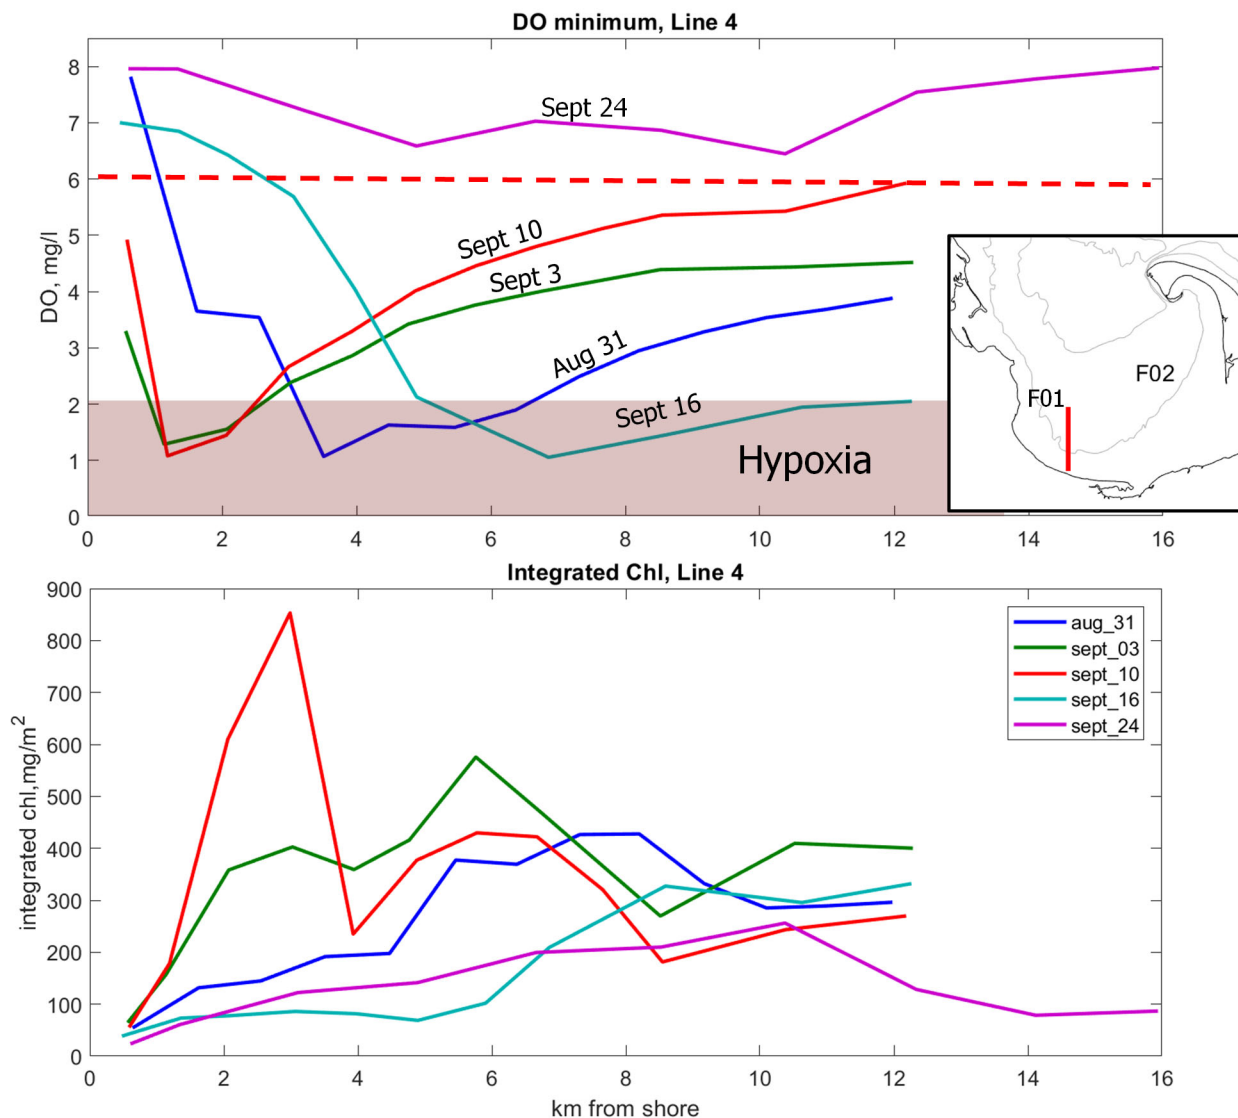 DO minimum, Line 4
8
7
6
5
4
3
2
1
0
DO, mg/l
Sept 24
Sept 10
Sept 3
Aug 31
Sept 16
Hypoxia
F01
F02
0 2 4 6 8 10 12 14 16
Integrated Chl, Line 4
900
800
700
600
500
400
300
200
100
0
integrated chl,mg/m²
aug_31
sept_03
sept_10
sept_16
sept_24
0 2 4 6 8 10 12 14 16
km from shore